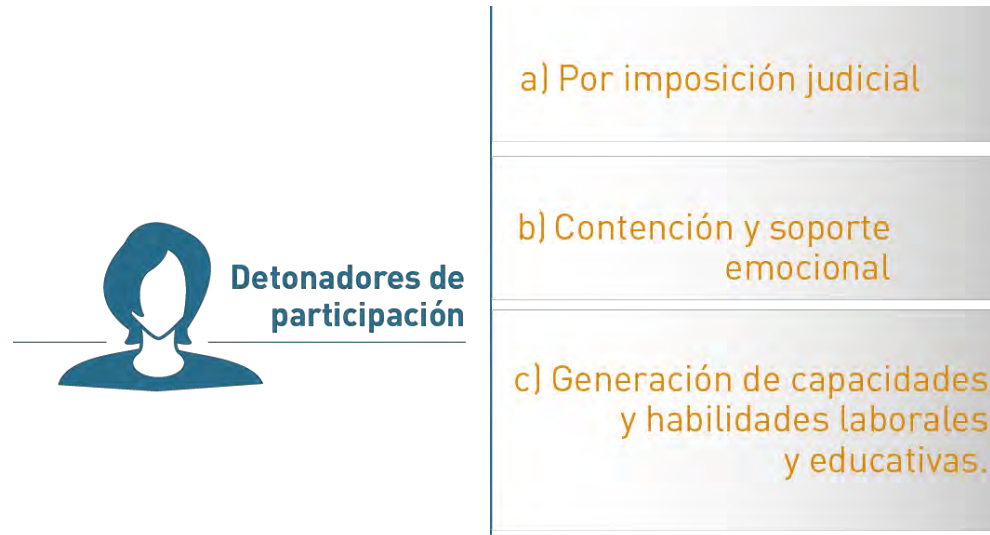 Detonadores de
participación
a) Por imposición judicial
b) Contención y soporte
emocional
c) Generación de capacidades
y habilidades laborales
y educativas.